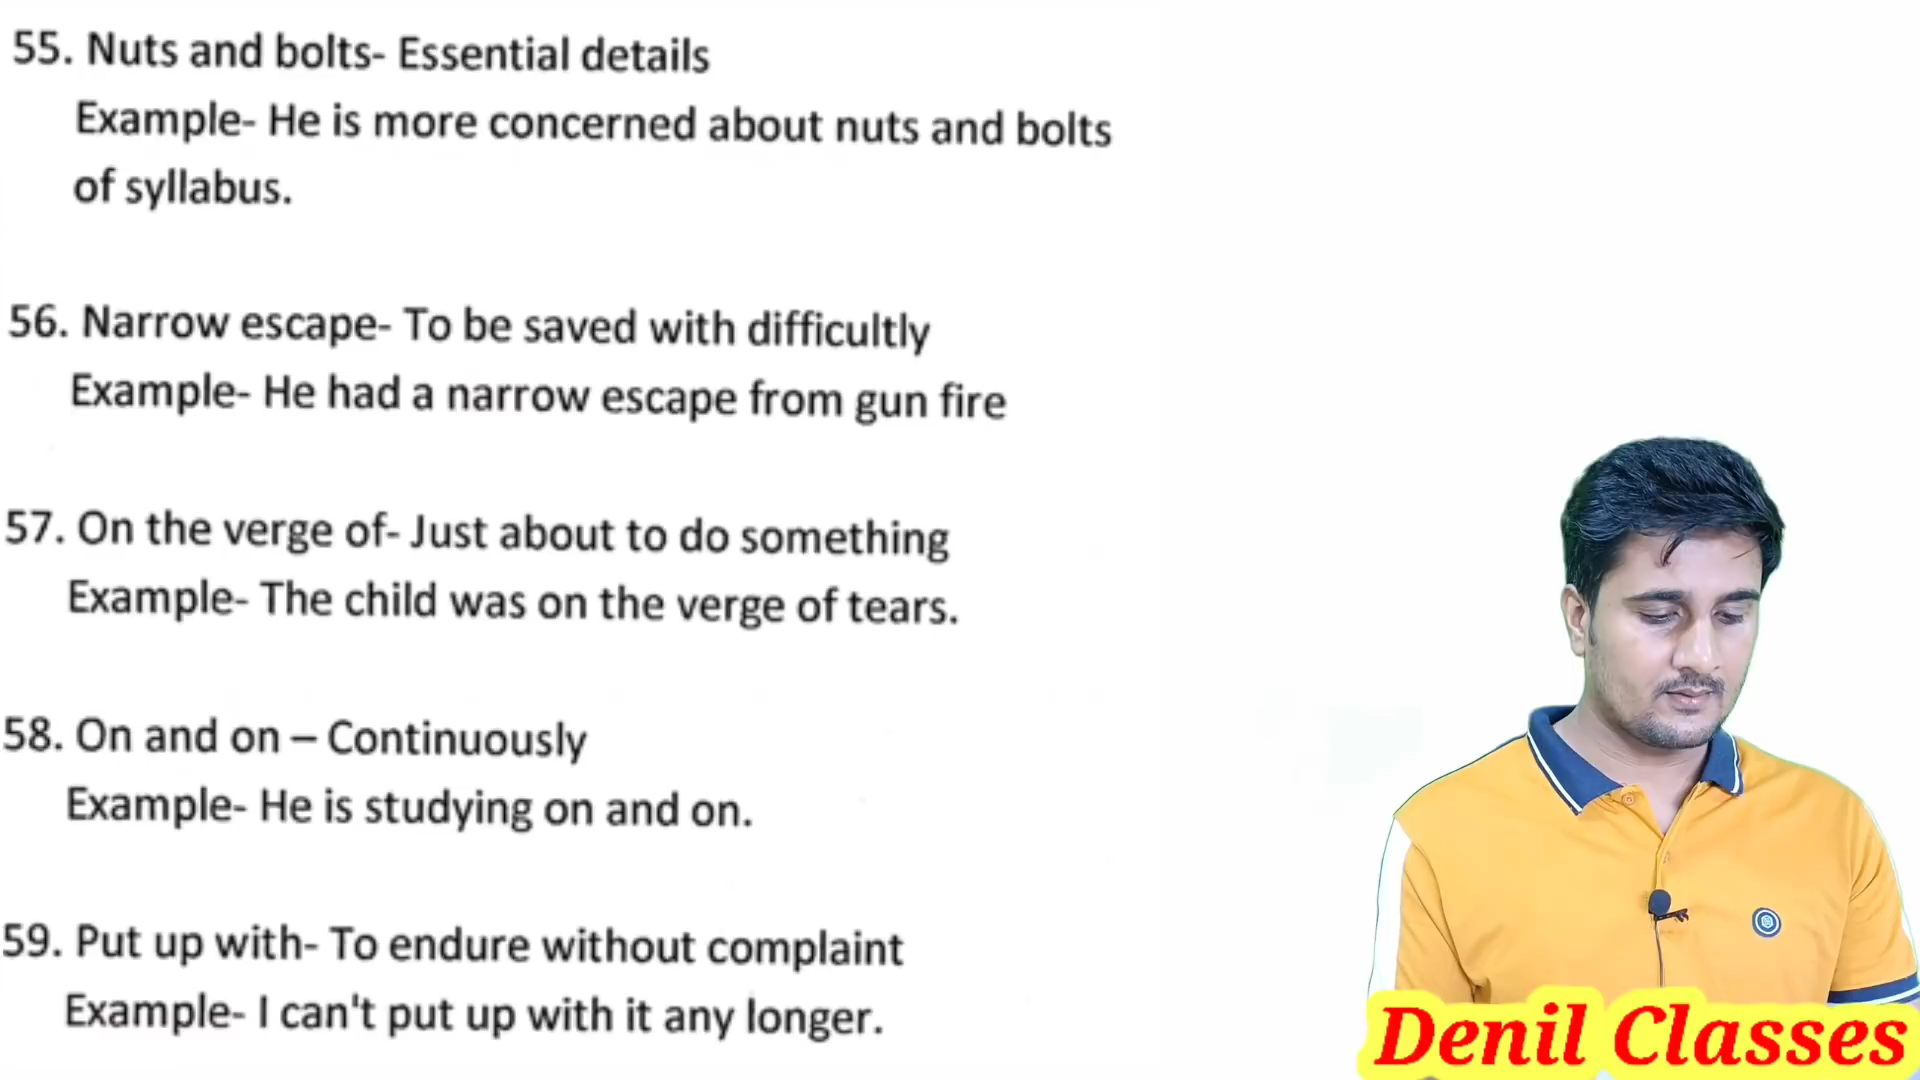 55. Nuts and bolts- Essential details
Example- He is more concerned about nuts and bolts
of syllabus.
56. Narrow escape- To be saved with difficultly
Example- He had a narrow escape from gun fire
57. On the verge of- Just about to do something
Example- The child was on the verge of tears.
58. On and on – Continuously
Example- He is studying on and on.
59. Put up with- To endure without complaint
Example- I can't put up with it any longer.
Denil Classes